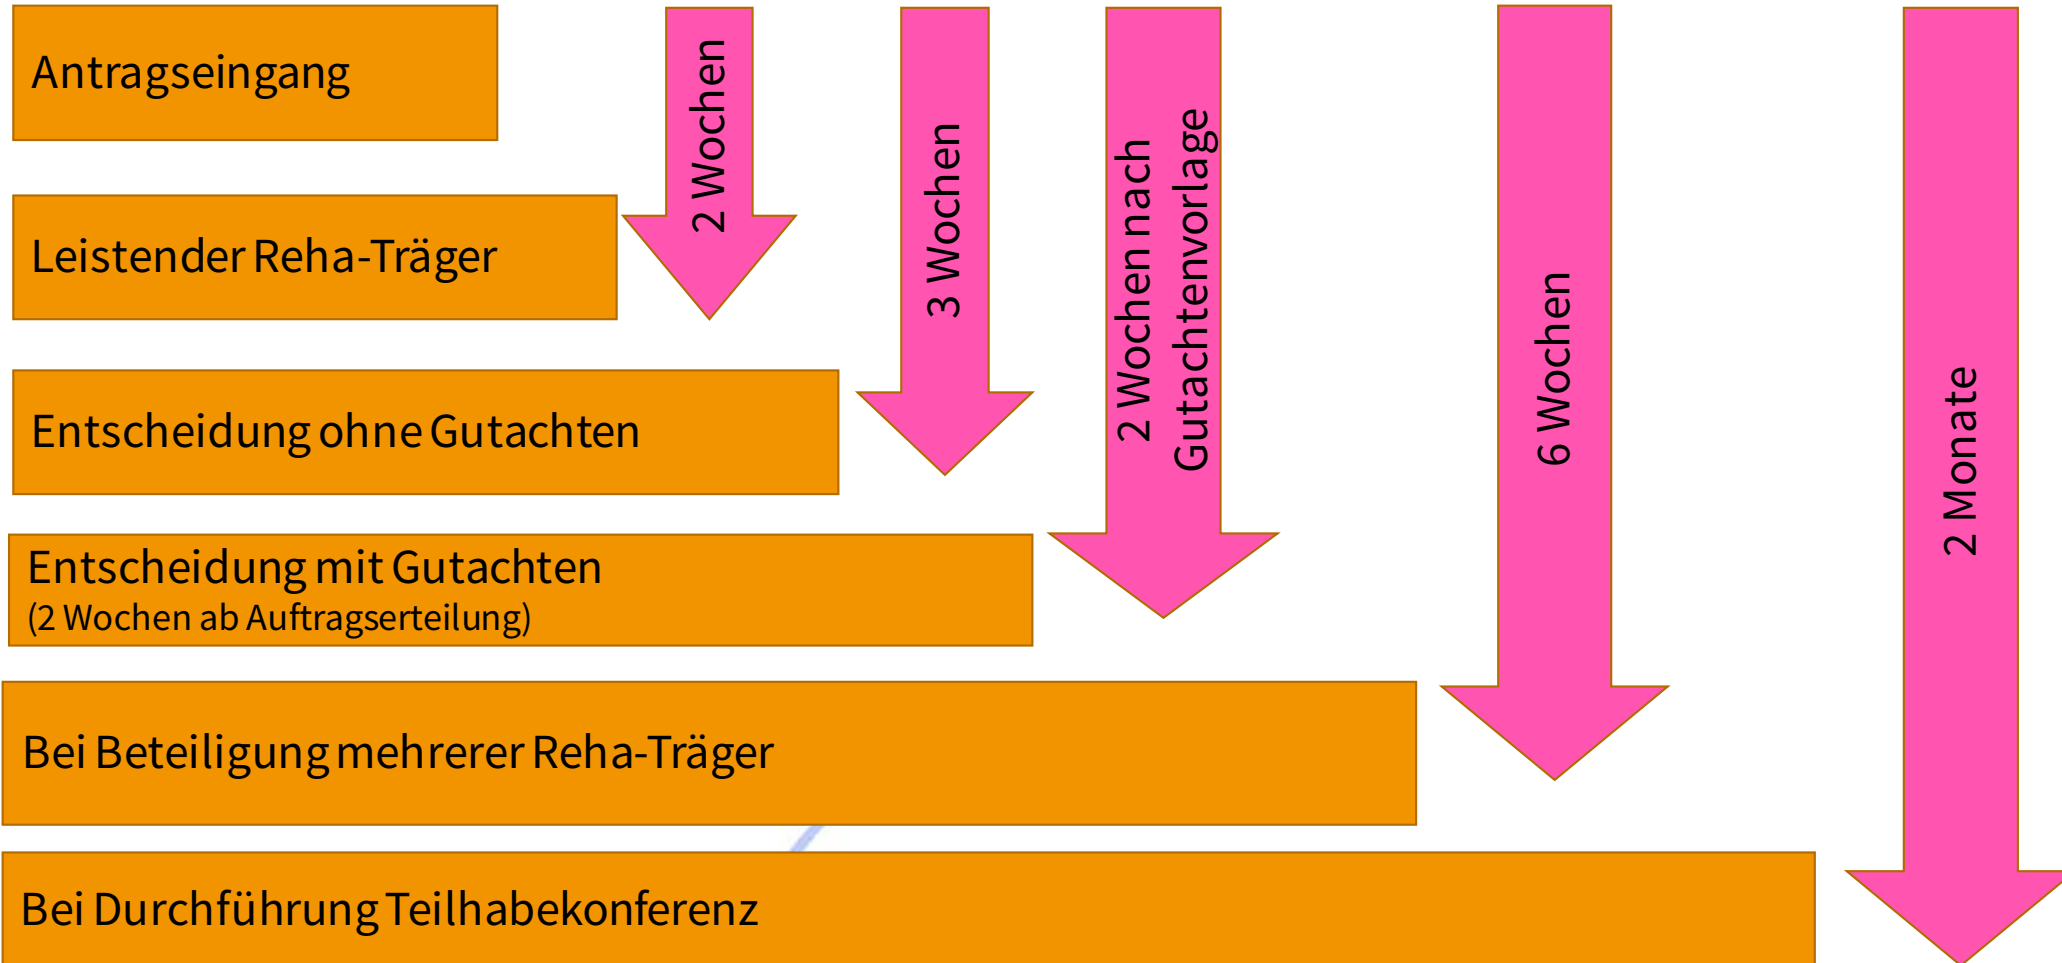 Antragseingang
2 Wochen
3 Wochen
2 Wochen nach
Gutachtenvorlage
6 Wochen
2 Monate
Leistender Reha-Träger
Entscheidung ohne Gutachten
Entscheidung mit Gutachten
(2 Wochen ab Auftragserteilung)
Bei Beteiligung mehrerer Reha-Träger
Bei Durchführung Teilhabekonferenz